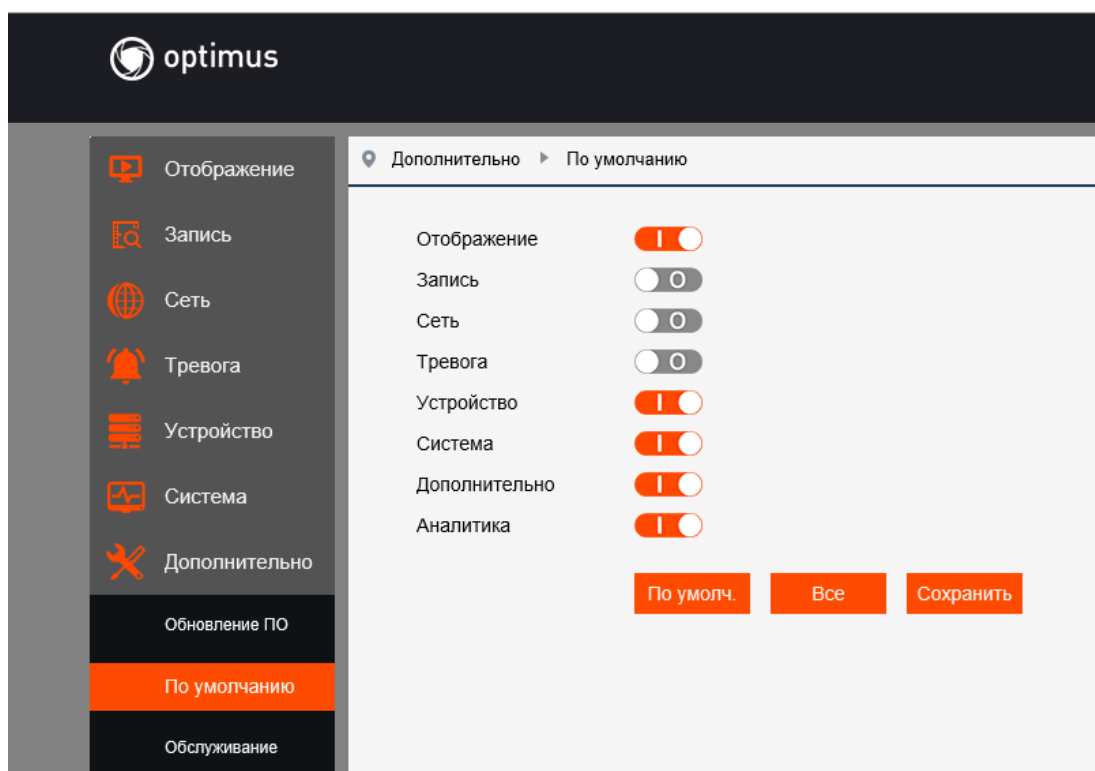 optimus
Отображение
Запись
Сеть
Тревога
Устройство
Система
Дополнительно
Обновление ПО
По умолчанию
Обслуживание
Дополнительно По умолчанию
Отображение
Запись
Сеть
Тревога
Устройство
Система
Дополнительно
Аналитика
По умолч. Все Сохранить